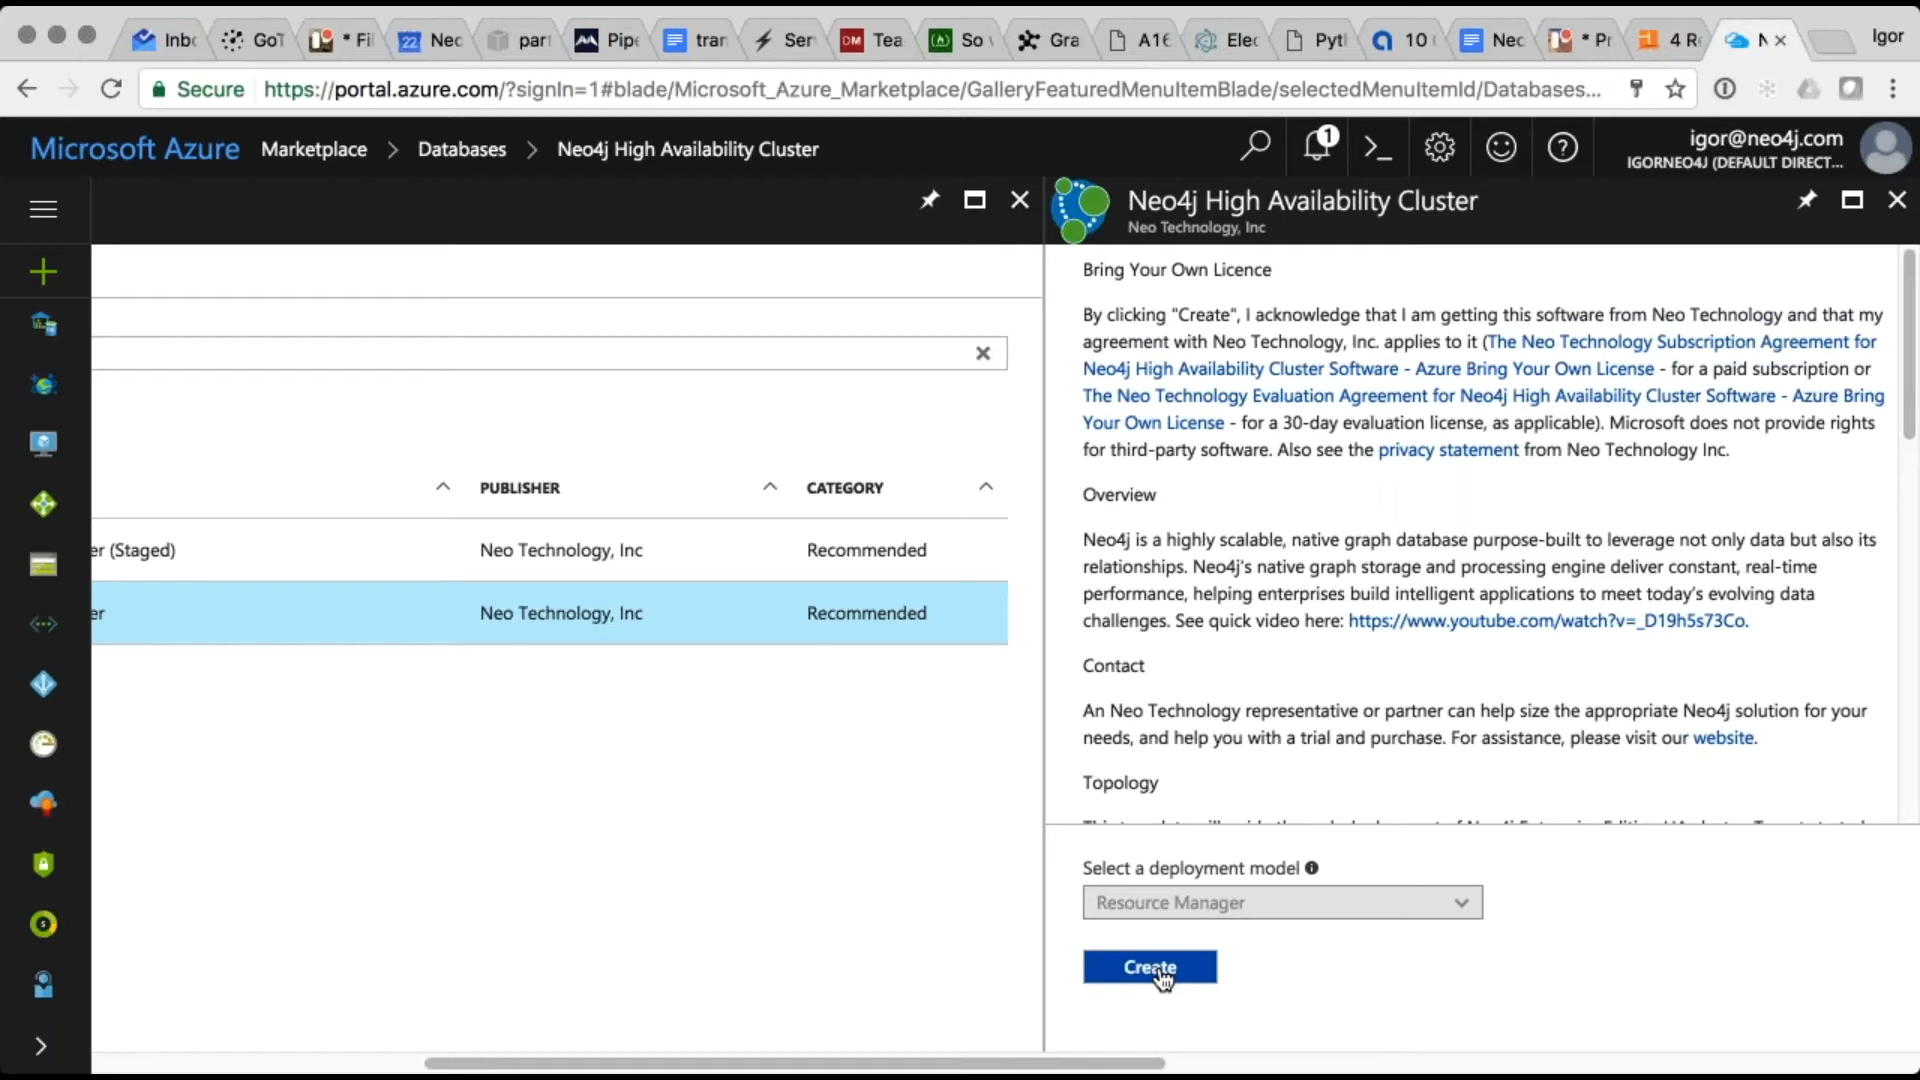 Inbo
GoT
* Fi
22
Nec
part
Pipe
tran
Ser
DM
Tea
So
Gra
A16
Elec
Pytl
10
Nec
* Pr
4 R
Igor
Secure
https://portal.azure.com/?signIn=1#blade/Microsoft_Azure_Marketplace/GalleryFeaturedMenuItemBlade/selectedMenuItemId/Databases...
Microsoft Azure
Marketplace > Databases > Neo4j High Availability Cluster
1
igor@neo4j.com
IGORNEO4J (DEFAULT DIRECT...
Neo4j High Availability Cluster
Neo Technology, Inc
PUBLISHER
CATEGORY
er (Staged)
Neo Technology, Inc
Recommended
er
Neo Technology, Inc
Recommended
Bring Your Own Licence
By clicking "Create", I acknowledge that I am getting this software from Neo Technology and that my
agreement with Neo Technology, Inc. applies to it (The Neo Technology Subscription Agreement for
Neo4j High Availability Cluster Software - Azure Bring Your Own License - for a paid subscription or
The Neo Technology Evaluation Agreement for Neo4j High Availability Cluster Software - Azure Bring
Your Own License - for a 30-day evaluation license, as applicable). Microsoft does not provide rights
for third-party software. Also see the privacy statement from Neo Technology Inc.
Overview
Neo4j is a highly scalable, native graph database purpose-built to leverage not only data but also its
relationships. Neo4j's native graph storage and processing engine deliver constant, real-time
performance, helping enterprises build intelligent applications to meet today's evolving data
challenges. See quick video here: https://www.youtube.com/watch?v=_D19h5s73Co.
Contact
An Neo Technology representative or partner can help size the appropriate Neo4j solution for your
needs, and help you with a trial and purchase. For assistance, please visit our website.
Topology
Select a deployment model
Resource Manager
Create